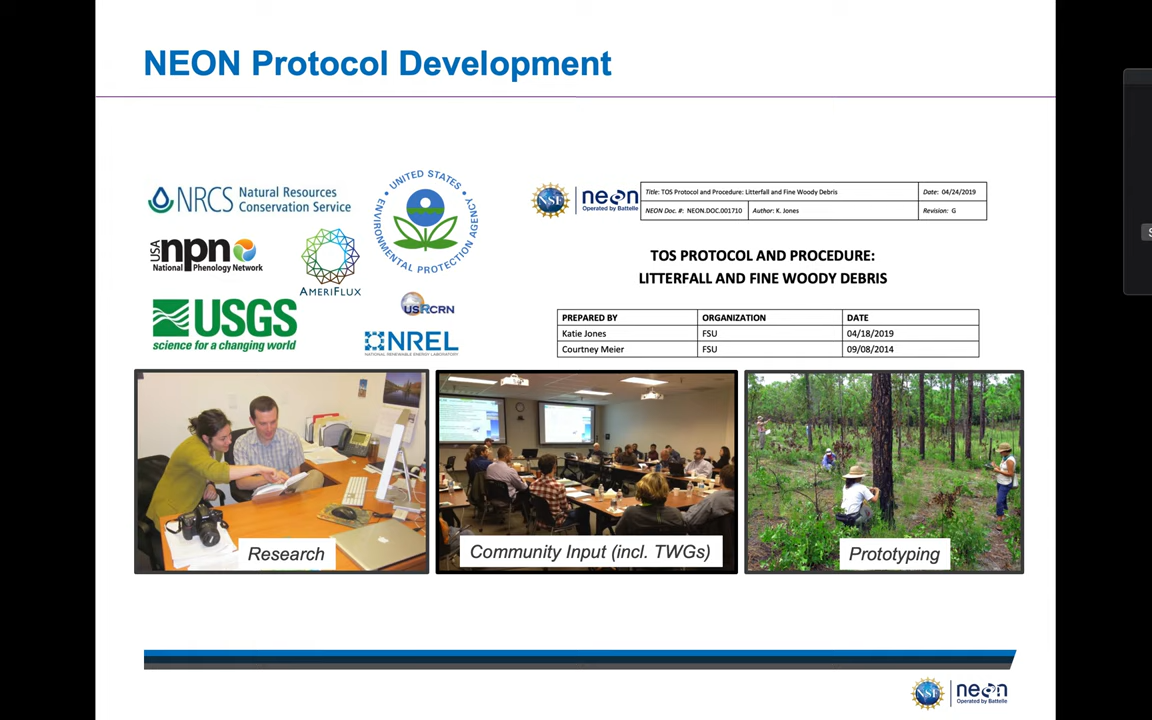 NEON Protocol Development
NRCS Natural Resources
Conservation Service
UNITED STATES
ENVIRONMENTAL PROTECTION AGENCY
USA npn
National Phenology Network
AMERIFLUX
USGS
science for a changing world
USRCRN
NREL
NATIONAL RENEWABLE ENERGY LABORATORY
NSF neon
Operated by Battelle
Title: TOS Protocol and Procedure: Litterfall and Fine Woody Debris Date: 04/24/2019
NEON Doc. #: NEON.DOC.001710 Author: K. Jones Revision: G
TOS PROTOCOL AND PROCEDURE:
LITTERFALL AND FINE WOODY DEBRIS
PREPARED BY ORGANIZATION DATE
Katie Jones FSU 04/18/2019
Courtney Meier FSU 09/08/2014
Research
Community Input (incl. TWGs)
Prototyping
NSF neon
Operated by Battelle
S